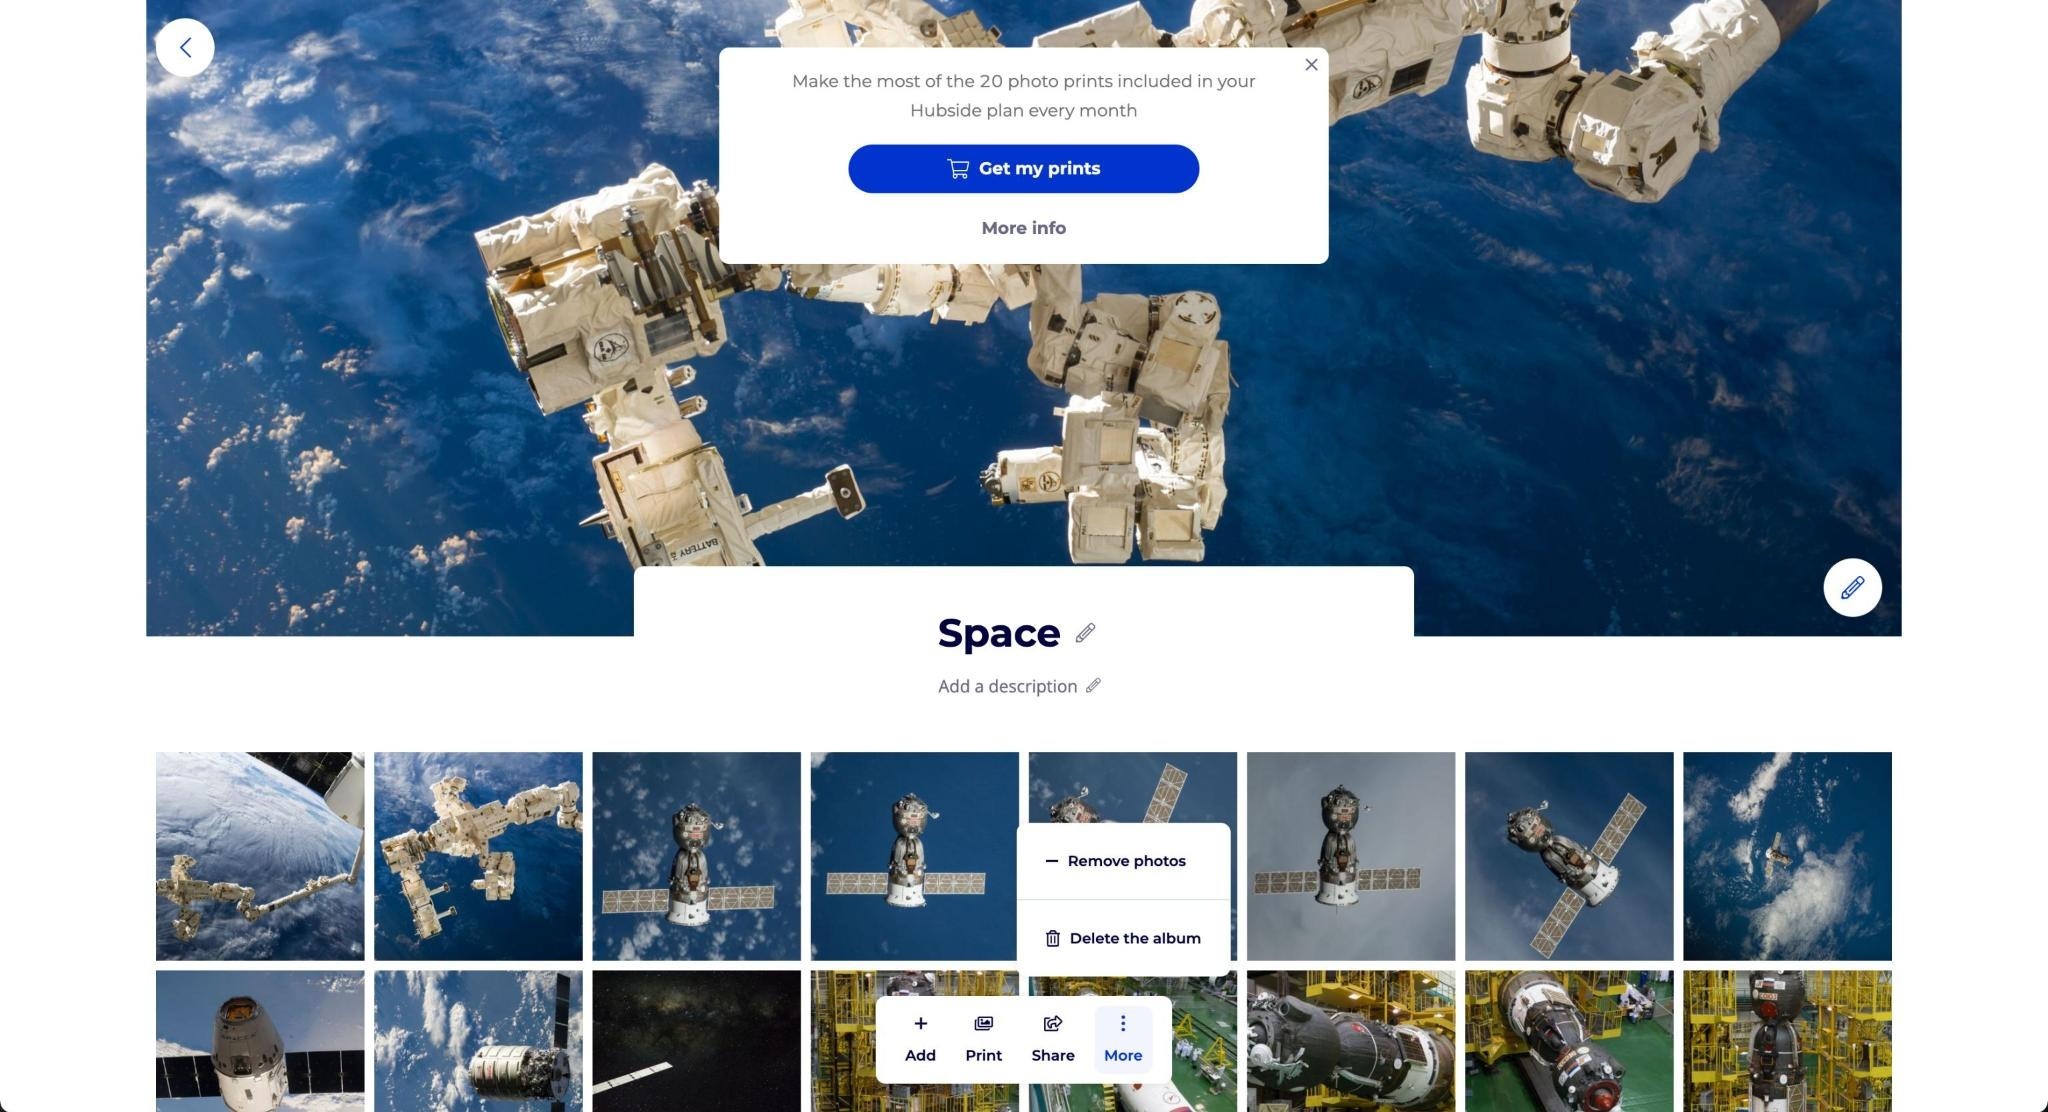 Make the most of the 20 photo prints included in your
Hubside plan every month
Get my prints
More info
BATTERY
Space
Add a description
Remove photos
Delete the album
Add
Print
Share
More